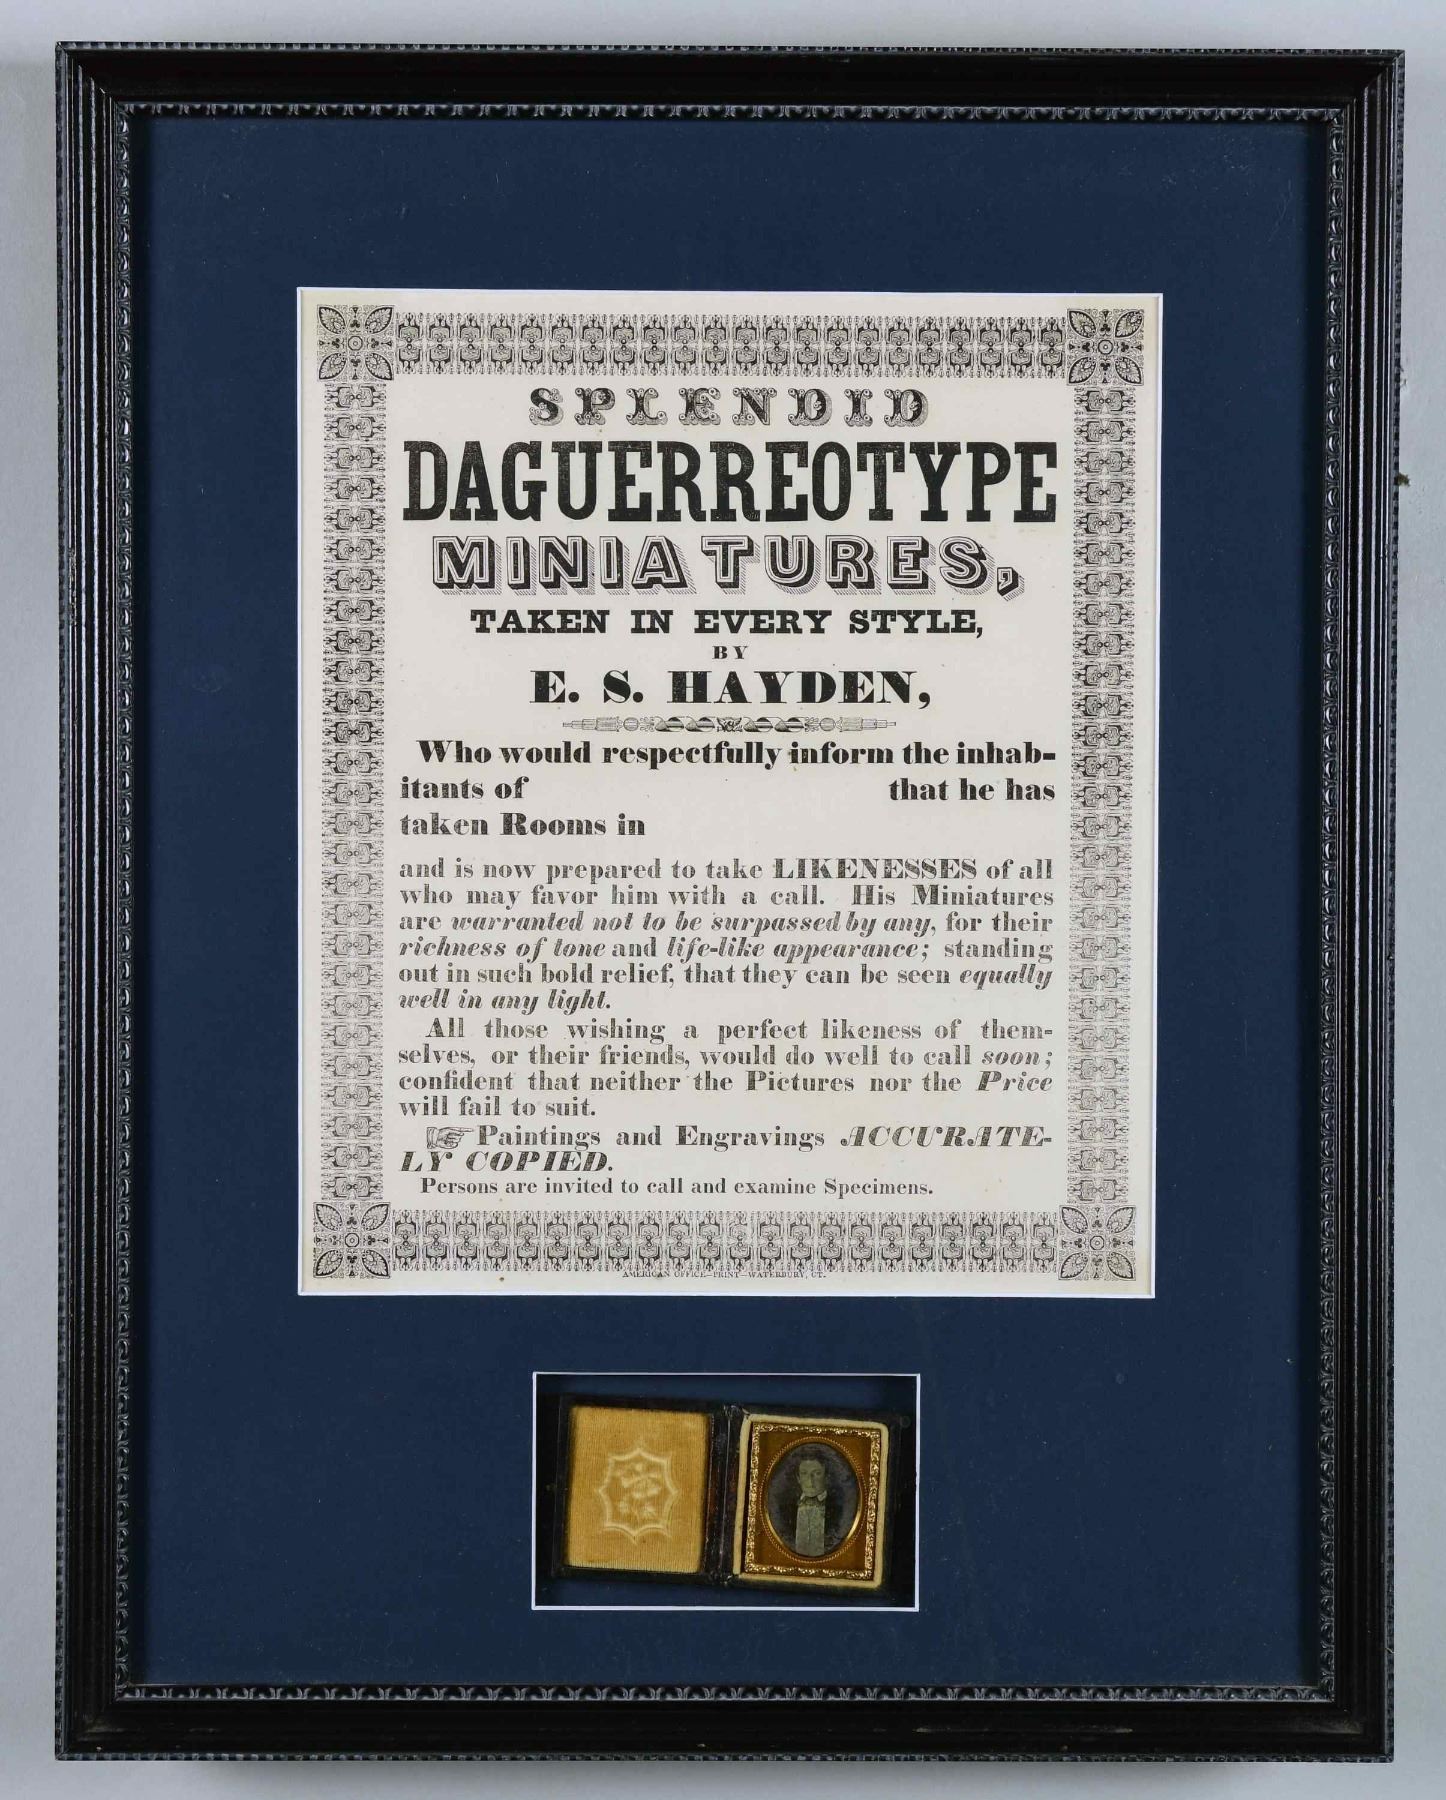 SPLENDID
DAGUERREOTYPE
MINIATURES,
TAKEN IN EVERY STYLE,
BY
E. S. HAYDEN,
Who would respectfully inform the inhab-
itants of that he has
taken Rooms in
and is now prepared to take LIKENESSES of all
who may favor him with a call. His Miniatures
are warranted not to be surpassed by any, for their
richness of tone and life-like appearance; standing
out in such bold relief, that they can be seen equally
well in any light.
All those wishing a perfect likeness of them-
selves, or their friends, would do well to call soon;
confident that neither the Pictures nor the Price
will fail to suit.
☞ Paintings and Engravings ACCURATE-
LY COPIED.
Persons are invited to call and examine Specimens.
AMERICAN OFFICE—PRINT—WATERBURY, CT.